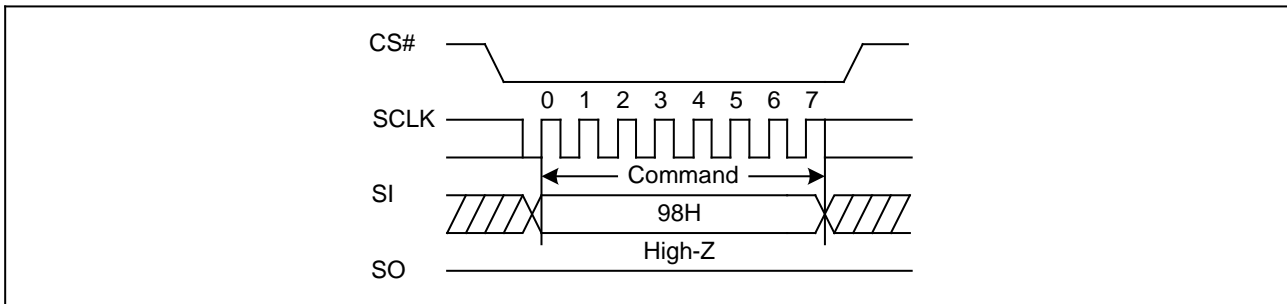 CS#
0 1 2 3 4 5 6 7
SCLK
Command
SI
98H
High-Z
SO